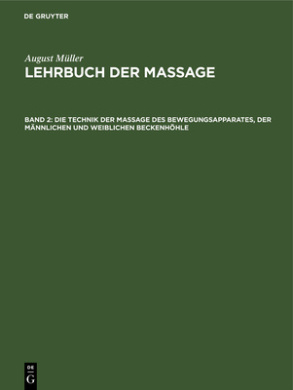 DE GRUYTER
August Müller
LEHRBUCH DER MASSAGE
BAND 2: DIE TECHNIK DER MASSAGE DES BEWEGUNGSAPPARATES, DER
MÄNNLICHEN UND WEIBLICHEN BECKENHÖHLE
DE
G